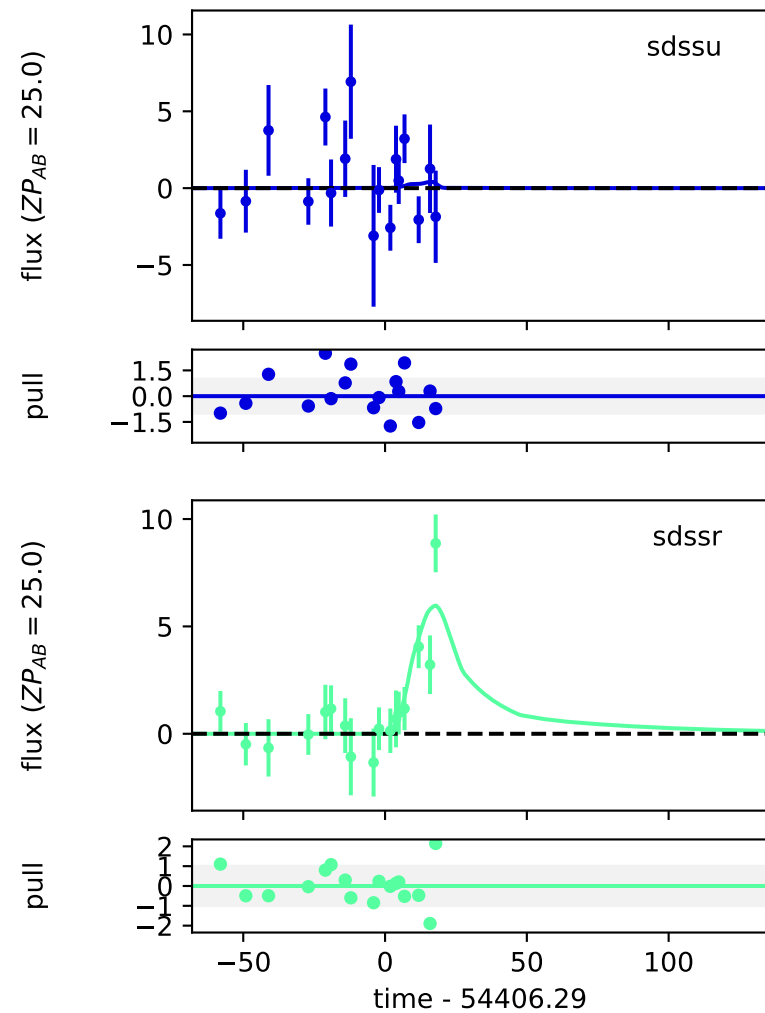 sdssu
flux ($ZP_{AB}$ = 25.0)
10
5
0
−5
pull
1.5
0.0
−1.5
sdssr
flux ($ZP_{AB}$ = 25.0)
10
5
0
pull
2
1
0
−1
−2
−50 0 50 100
time - 54406.29